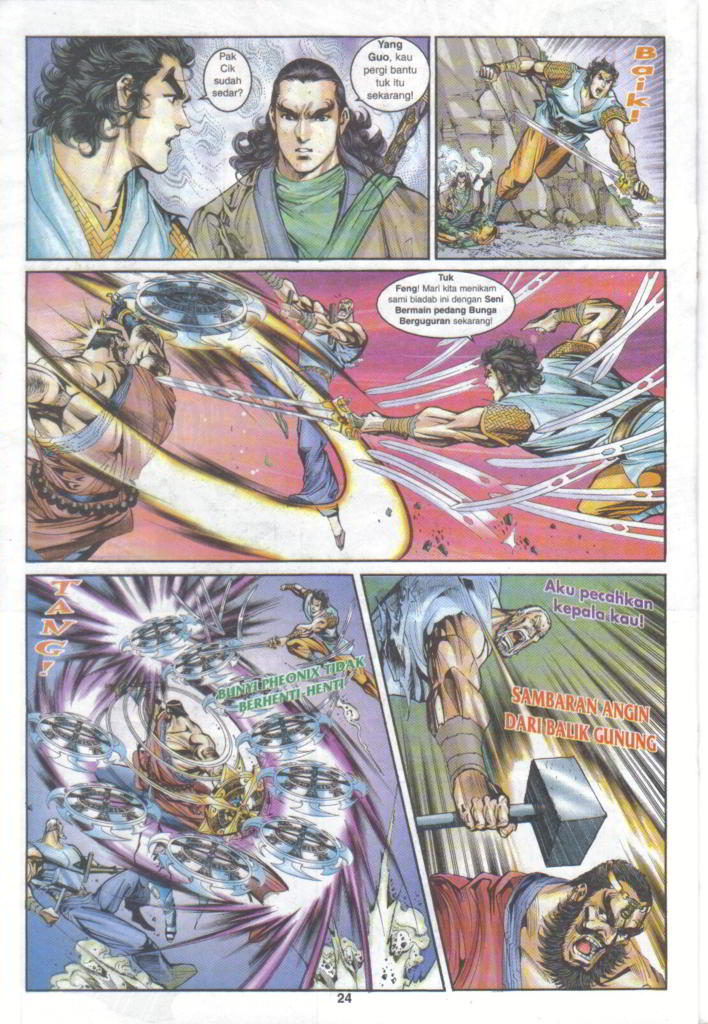 Pak
Cik
sudah
sedar?
Yang
Guo, kau
pergi bantu
tuk itu
sekarang!
Baik!
Tuk
Feng! Mari kita menikam
sami biadab ini dengan Seni
Bermain pedang Bunga
Berguguran sekarang!
TANG!
BUNYI PHEONIX TIDAK
BERHENTI-HENTI
Aku pecahkan
kepala kau!
SAMBARAN ANGIN
DARI BALIK GUNUNG
24